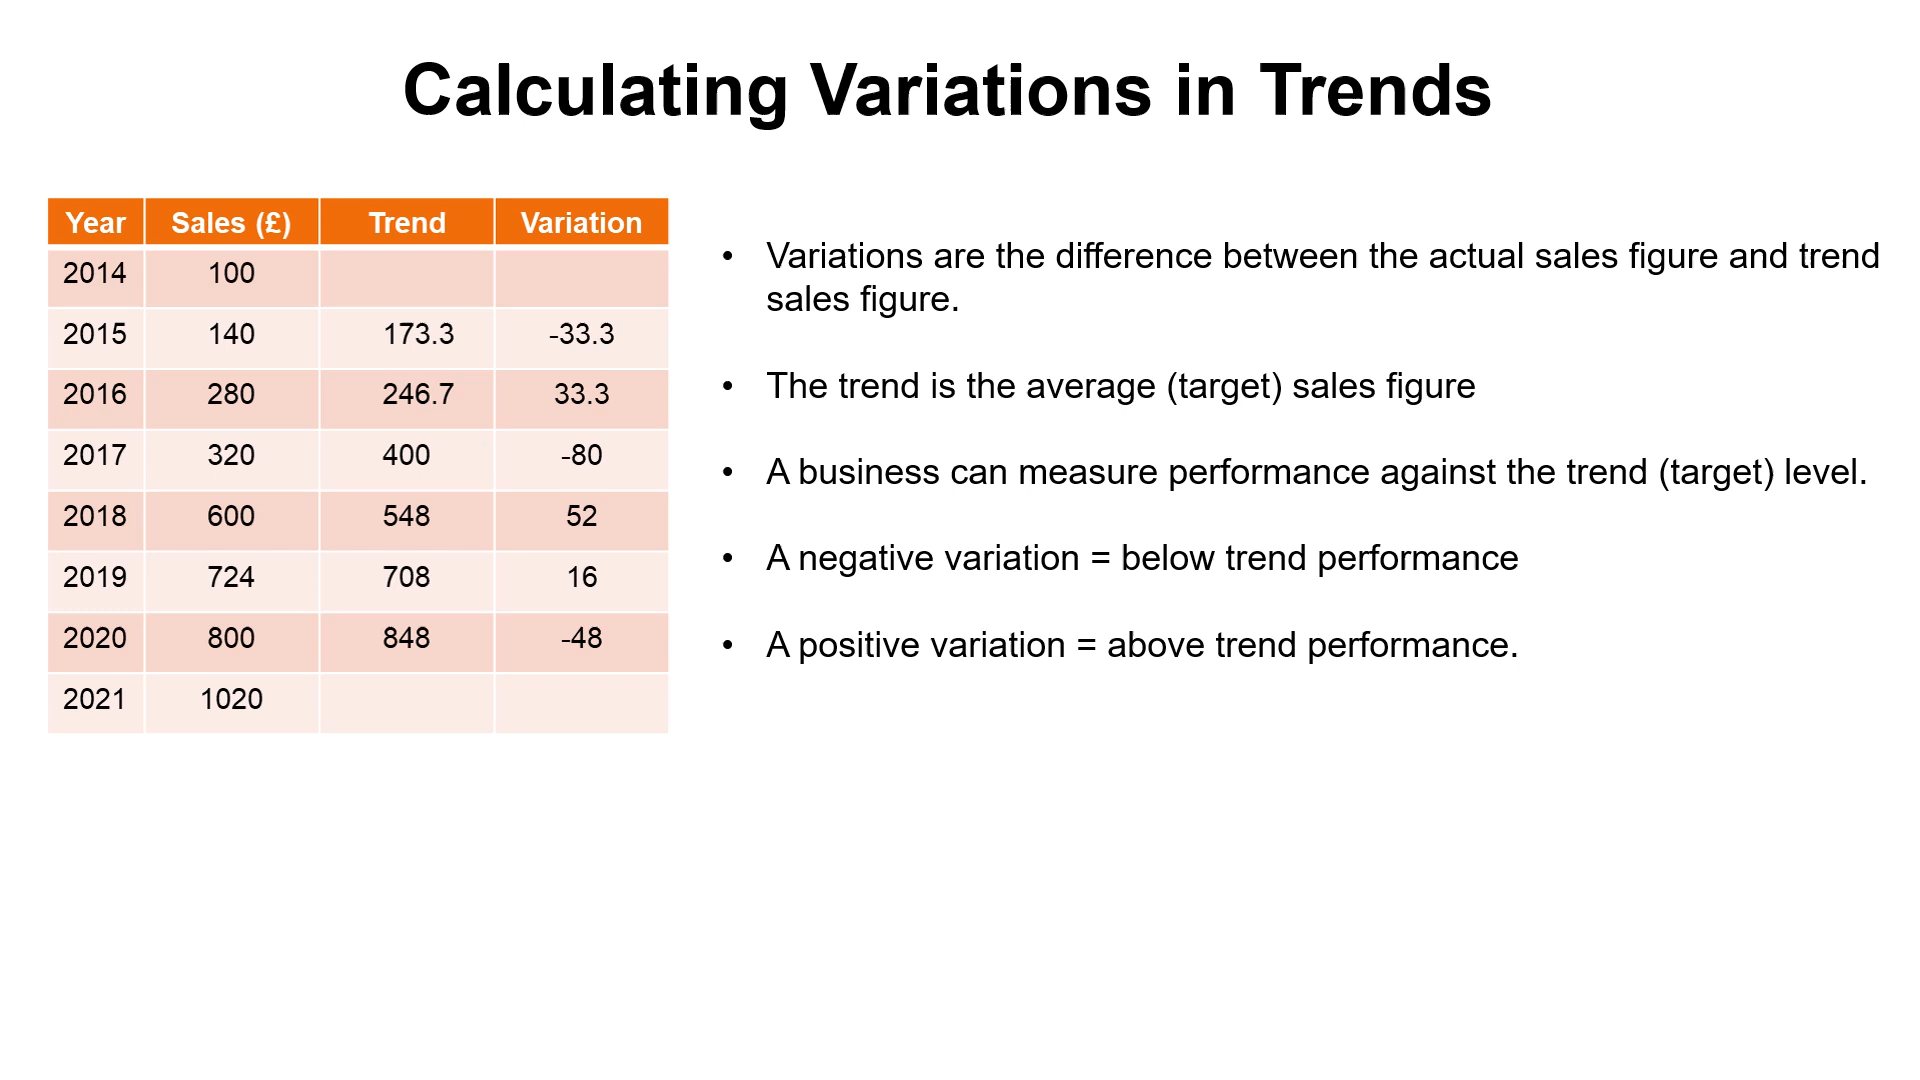 Calculating Variations in Trends
Year Sales (£) Trend Variation
2014 100
2015 140 173.3 -33.3
2016 280 246.7 33.3
2017 320 400 -80
2018 600 548 52
2019 724 708 16
2020 800 848 -48
2021 1020
• Variations are the difference between the actual sales figure and trend
sales figure.
• The trend is the average (target) sales figure
• A business can measure performance against the trend (target) level.
• A negative variation = below trend performance
• A positive variation = above trend performance.